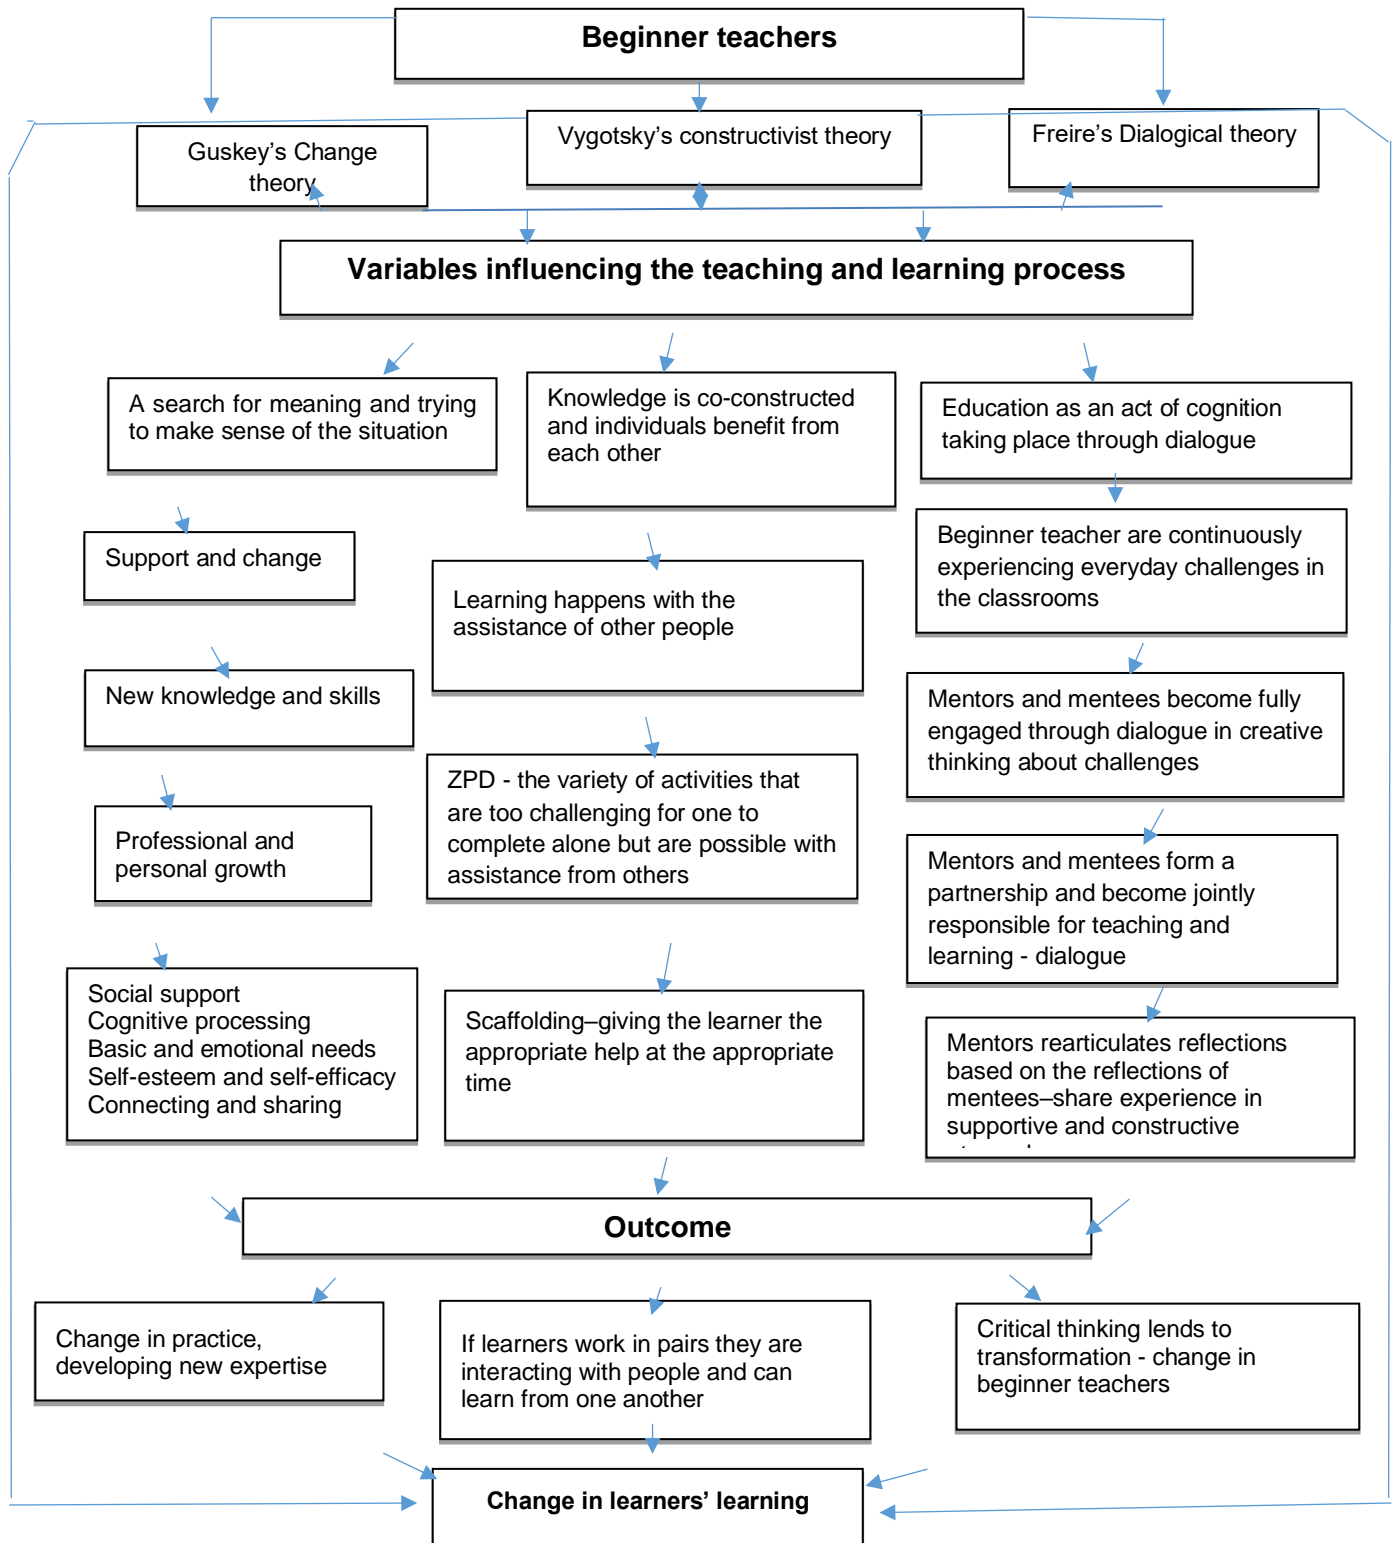 Beginner teachers
Guskey's Change
theory
Vygotsky's constructivist theory
Freire's Dialogical theory
Variables influencing the teaching and learning process
A search for meaning and trying
to make sense of the situation
Support and change
New knowledge and skills
Professional and
personal growth
Social support
Cognitive processing
Basic and emotional needs
Self-esteem and self-efficacy
Connecting and sharing
Knowledge is co-constructed
and individuals benefit from
each other
Learning happens with the
assistance of other people
ZPD - the variety of activities that
are too challenging for one to
complete alone but are possible with
assistance from others
Scaffolding–giving the learner the
appropriate help at the appropriate
time
Education as an act of cognition
taking place through dialogue
Beginner teacher are continuously
experiencing everyday challenges in
the classrooms
Mentors and mentees become fully
engaged through dialogue in creative
thinking about challenges
Mentors and mentees form a
partnership and become jointly
responsible for teaching and
learning - dialogue
Mentors rearticulates reflections
based on the reflections of
mentees–share experience in
supportive and constructive
Outcome
Change in practice,
developing new expertise
If learners work in pairs they are
interacting with people and can
learn from one another
Critical thinking lends to
transformation - change in
beginner teachers
Change in learners' learning